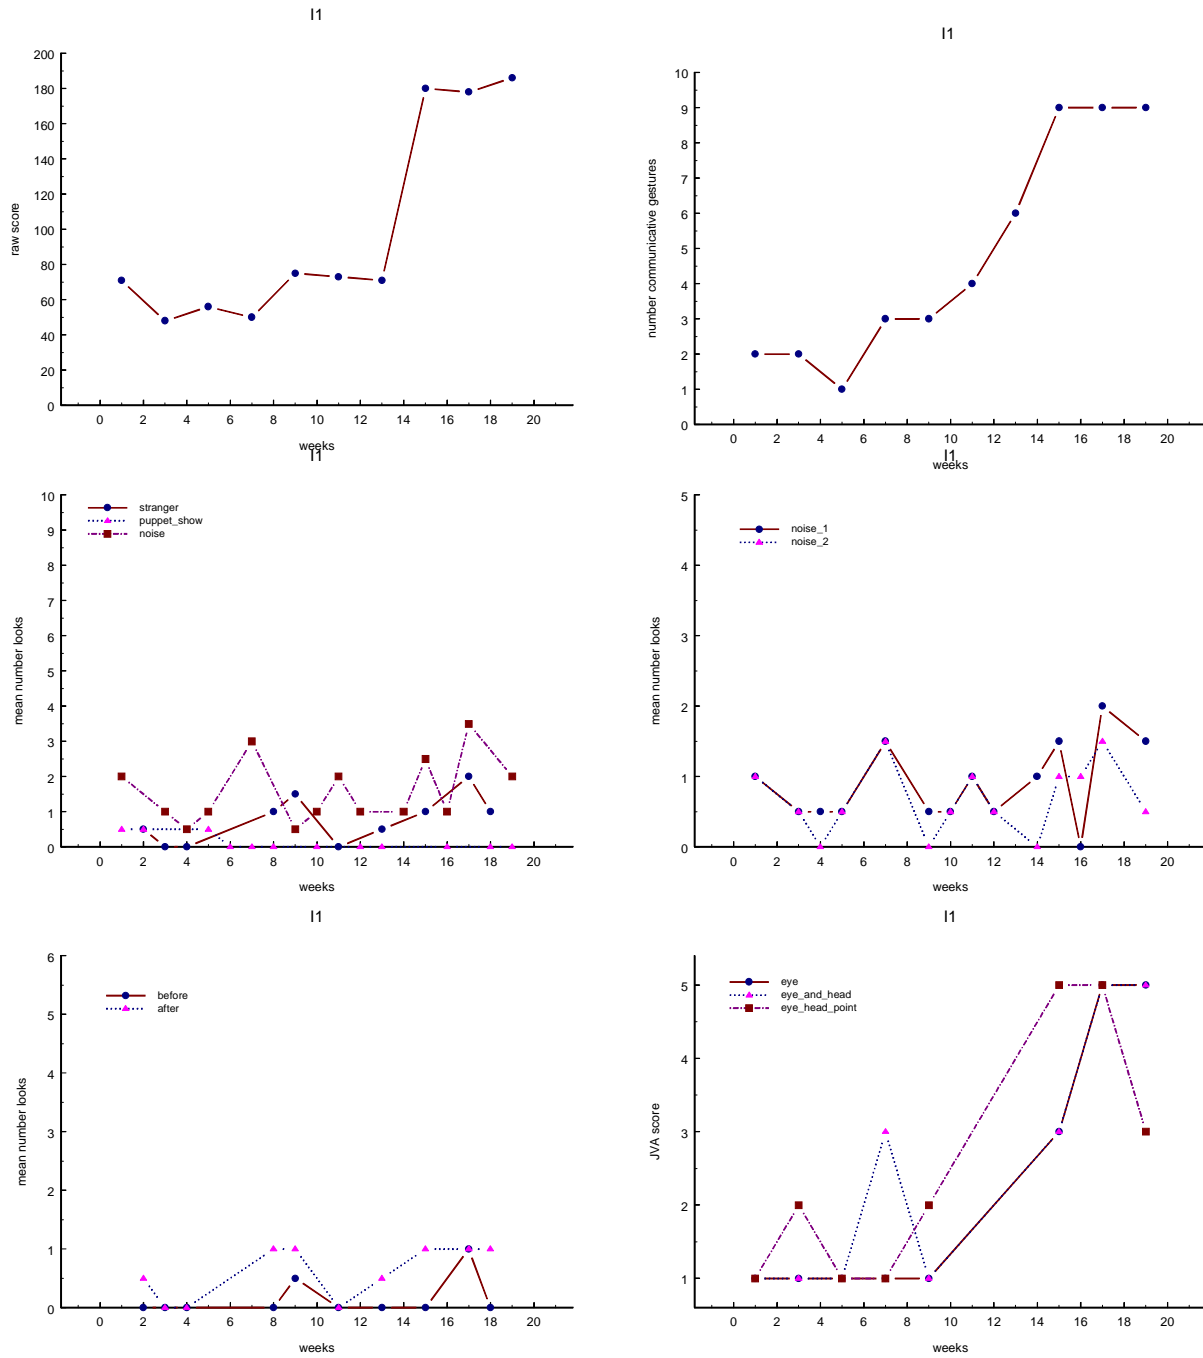 I1
200
180
160
140
120
100
80
60
40
20
0
raw score
0 2 4 6 8 10 12 14 16 18 20
weeks
I1
10
9
8
7
6
5
4
3
2
1
0
number communicative gestures
0 2 4 6 8 10 12 14 16 18 20
weeks
I1
10
9
8
7
6
5
4
3
2
1
0
mean number looks
stranger
puppet_show
noise
0 2 4 6 8 10 12 14 16 18 20
weeks
I1
5
4
3
2
1
0
mean number looks
noise_1
noise_2
0 2 4 6 8 10 12 14 16 18 20
weeks
I1
6
5
4
3
2
1
0
mean number looks
before
after
0 2 4 6 8 10 12 14 16 18 20
weeks
I1
5
4
3
2
1
JVA score
eye
eye_and_head
eye_head_point
0 2 4 6 8 10 12 14 16 18 20
weeks